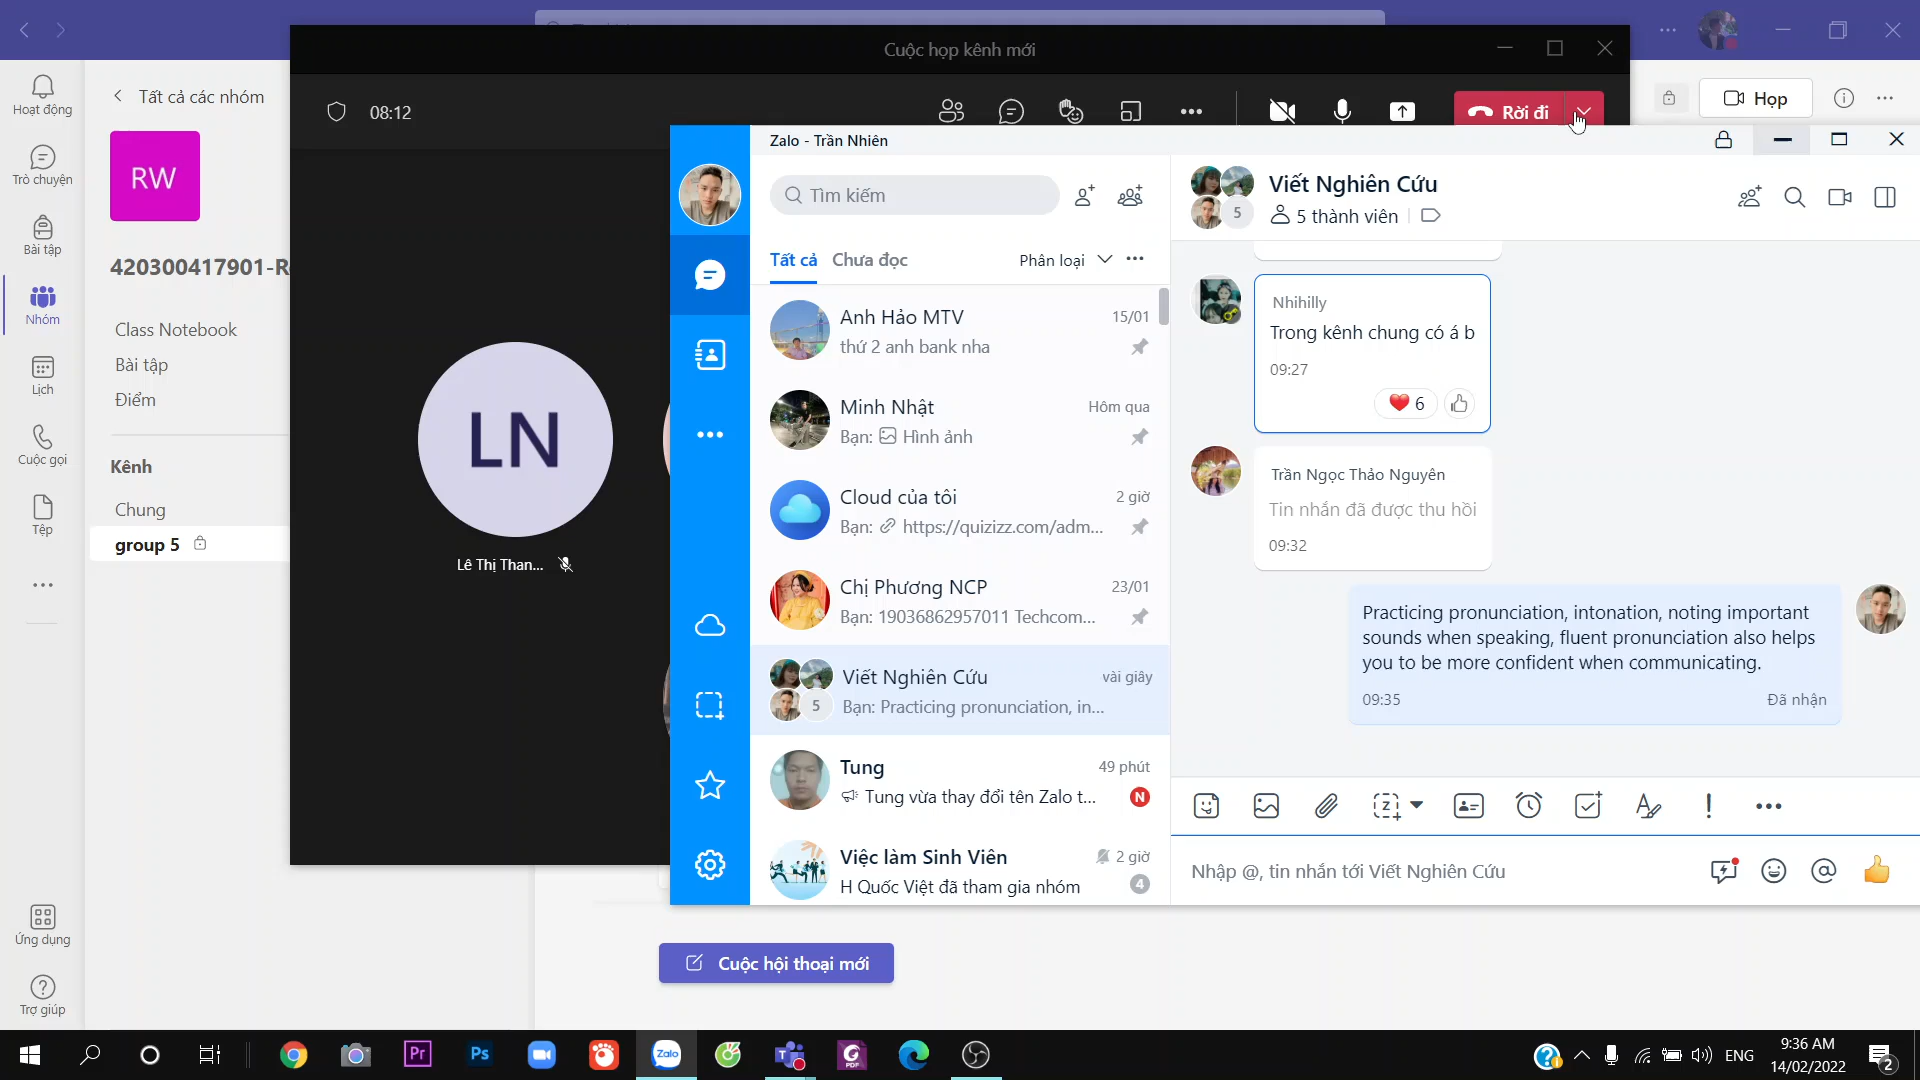 Cuộc họp kênh mới
Hoạt động
Trò chuyện
Bài tập
Nhóm
Lịch
Cuộc gọi
Tệp
Ứng dụng
Trợ giúp
Tất cả các nhóm
RW
420300417901-R
Class Notebook
Bài tập
Điểm
Kênh
Chung
group 5
08:12
Rời đi
Họp
LN
Lê Thị Than...
Zalo - Trần Nhiên
Tìm kiếm
Tất cả Chưa đọc Phân loại
Anh Hảo MTV 15/01
thứ 2 anh bank nha
Minh Nhật Hôm qua
Bạn: Hình ảnh
Cloud của tôi 2 giờ
Bạn: https://quizizz.com/adm...
Chị Phương NCP 23/01
Bạn: 19036862957011 Techcom...
5
Viết Nghiên Cứu vài giây
Bạn: Practicing pronunciation, in...
Tung 49 phút
Tung vừa thay đổi tên Zalo t... N
Việc làm Sinh Viên 2 giờ
H Quốc Việt đã tham gia nhóm 4
5
Viết Nghiên Cứu
5 thành viên
Nhihilly
Trong kênh chung có á b
09:27
6
Trần Ngọc Thảo Nguyên
Tin nhắn đã được thu hồi
09:32
Practicing pronunciation, intonation, noting important
sounds when speaking, fluent pronunciation also helps
you to be more confident when communicating.
09:35 Đã nhận
Nhập @, tin nhắn tới Viết Nghiên Cứu
Cuộc hội thoại mới
Pr
Ps
Zalo
PDF
ENG
9:36 AM
14/02/2022
2